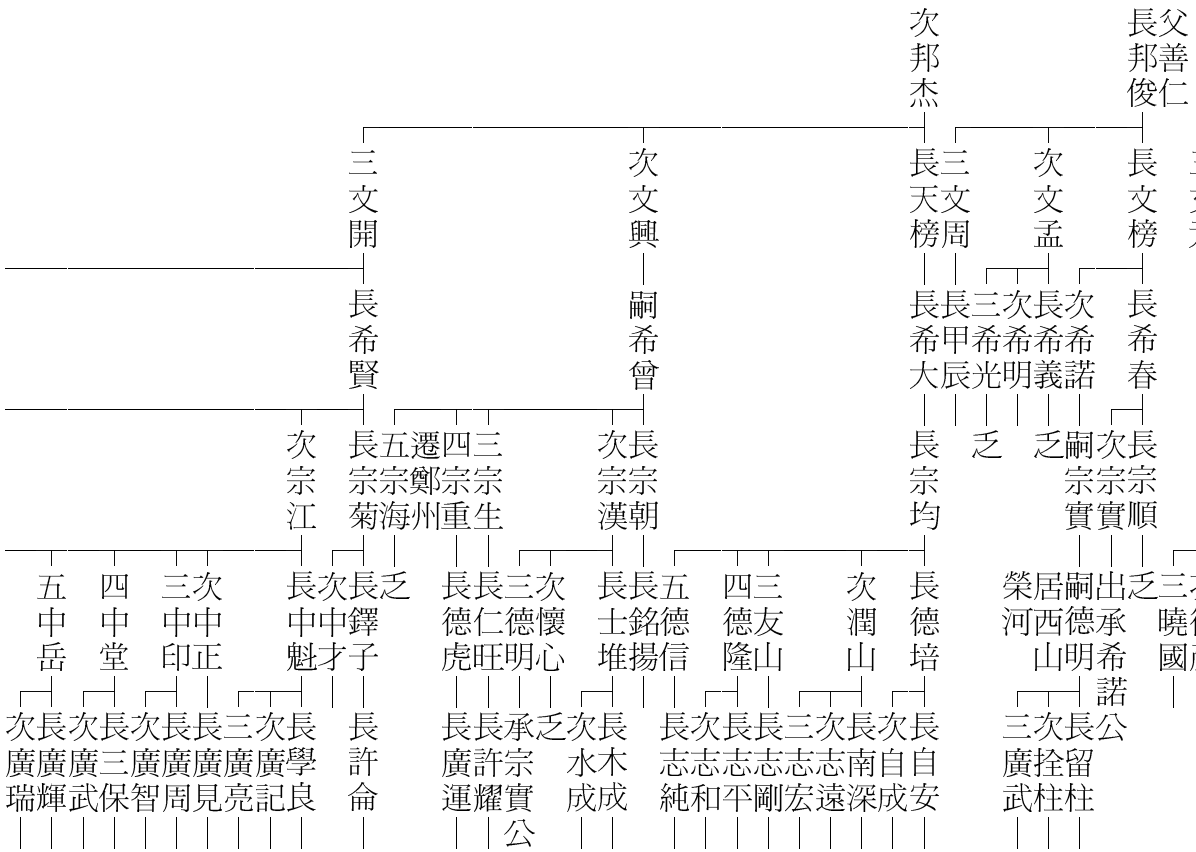 父善仁
長邦俊
次邦杰
長文榜
次文孟
三文周
長天榜
次文興
三文開
長希春
次希諾
長希義
次希明
三希光
長甲辰
長希大
嗣希曾
長希賢
長宗順
次宗實
嗣宗實
乏
乏
長宗均
長宗朝
次宗漢
三宗生
四宗重
遷鄭州
五宗海
長宗菊
次宗江
三曉國
乏
出承希諾公
嗣德明
居西山
榮河
長德培
次潤山
三友山
四德隆
五德信
長銘揚
長士堆
次懷心
三德明
長仁旺
長德虎
乏
長鐸子
次中才
長中魁
次中正
三中印
四中堂
五中岳
長留柱
次拴柱
三廣武
長自安
次自成
長南深
次志遠
三志宏
長志剛
長志平
次志和
長志純
長木成
次水成
乏
承宗實公
長許耀
長廣運
長許侖
長學良
次廣記
三廣亮
長廣見
長廣周
次廣智
長三保
次廣武
長廣輝
次廣瑞